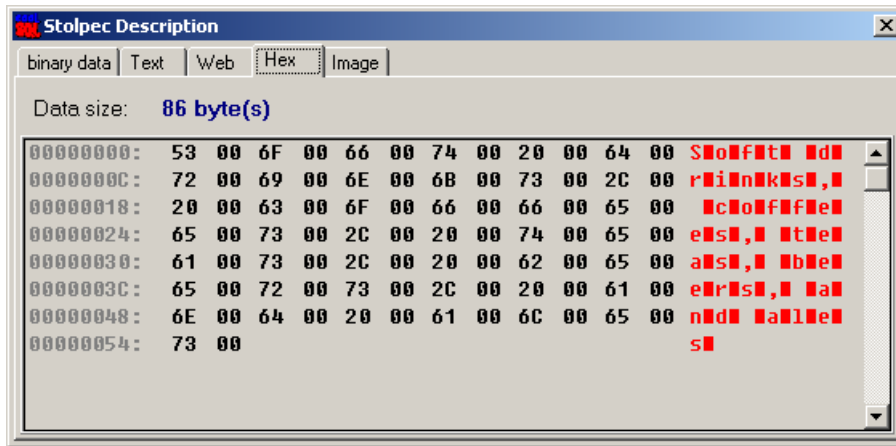 SQL Stolpec Description
binary data Text Web Hex Image
Data size: 86 byte(s)
00000000: 53 00 6F 00 66 00 74 00 20 00 64 00 S■o■f■t■ ■d■
0000000C: 72 00 69 00 6E 00 6B 00 73 00 2C 00 r■i■n■k■s■,■
00000018: 20 00 63 00 6F 00 66 00 66 00 65 00 ■c■o■f■f■e■
00000024: 65 00 73 00 2C 00 20 00 74 00 65 00 e■s■,■ ■t■e■
00000030: 61 00 73 00 2C 00 20 00 62 00 65 00 a■s■,■ ■b■e■
0000003C: 65 00 72 00 73 00 2C 00 20 00 61 00 e■r■s■,■ ■a■
00000048: 6E 00 64 00 20 00 61 00 6C 00 65 00 n■d■ ■a■l■e■
00000054: 73 00 s■